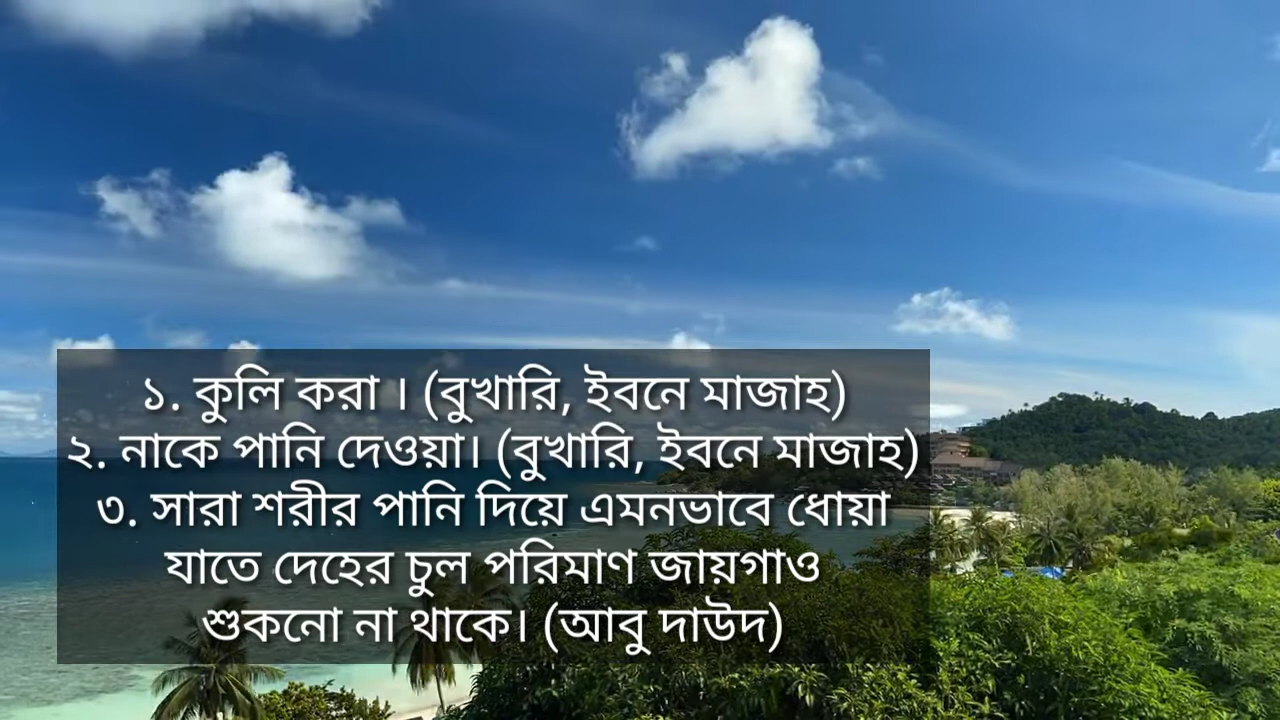 ১. কুলি করা । (বুখারি, ইবনে মাজাহ)
২. নাকে পানি দেওয়া। (বুখারি, ইবনে মাজাহ)
৩. সারা শরীর পানি দিয়ে এমনভাবে ধোয়া
যাতে দেহের চুল পরিমাণ জায়গাও
শুকনো না থাকে। (আবু দাউদ)